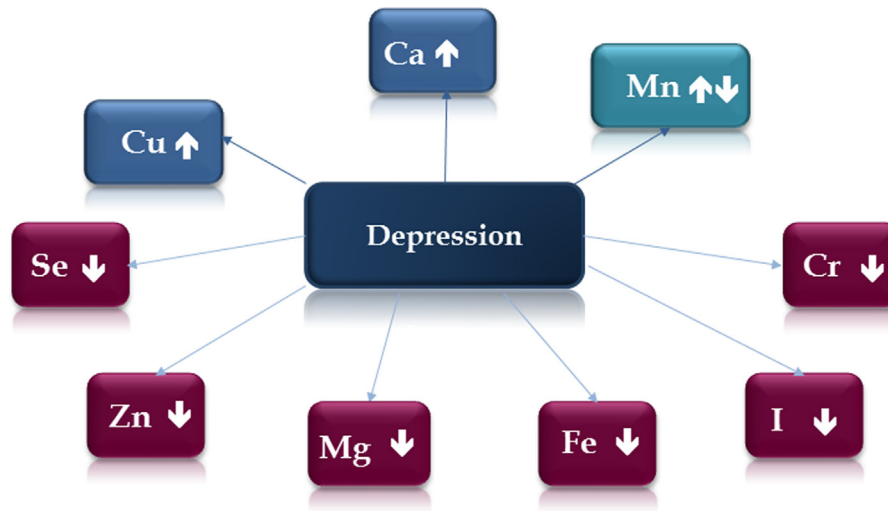 Ca ↑
Mn ↑↓
Cu ↑
Depression
Se ↓
Cr ↓
Zn ↓
Mg ↓
Fe ↓
I ↓